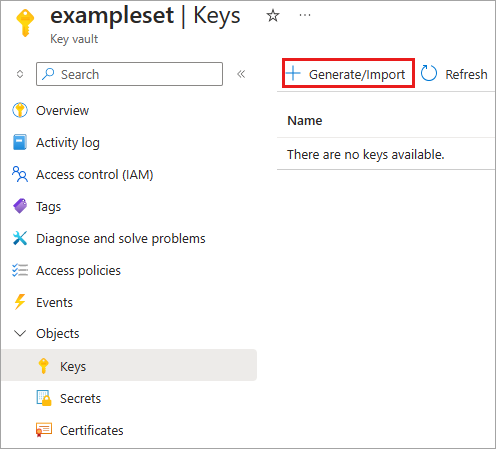 exampleset | Keys
Key vault
Search
Generate/Import
Refresh
Overview
Activity log
Access control (IAM)
Tags
Diagnose and solve problems
Access policies
Events
Objects
Keys
Secrets
Certificates
Name
There are no keys available.